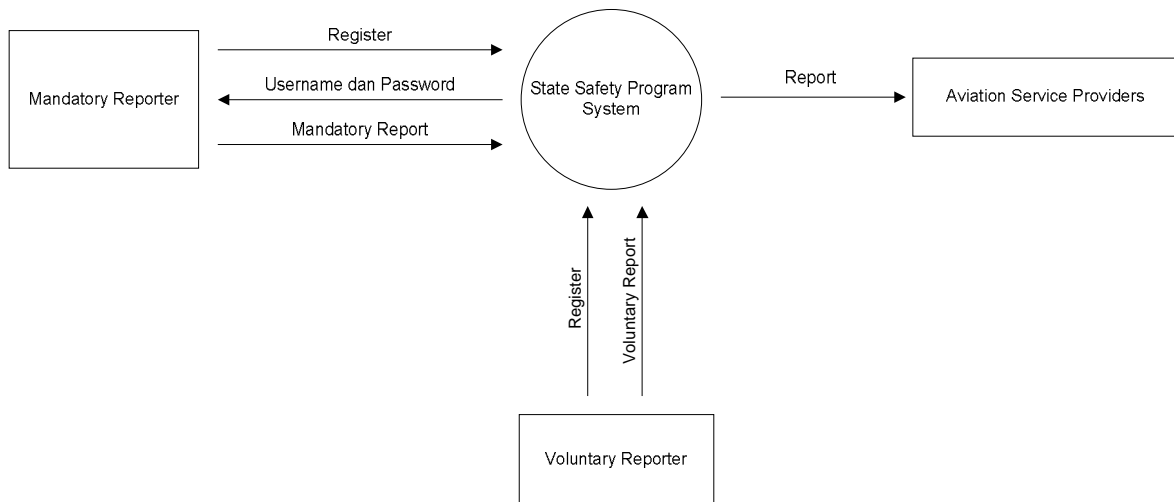 Register
Mandatory Reporter
Username dan Password
Mandatory Report
State Safety Program
System
Report
Aviation Service Providers
Register
Voluntary Report
Voluntary Reporter